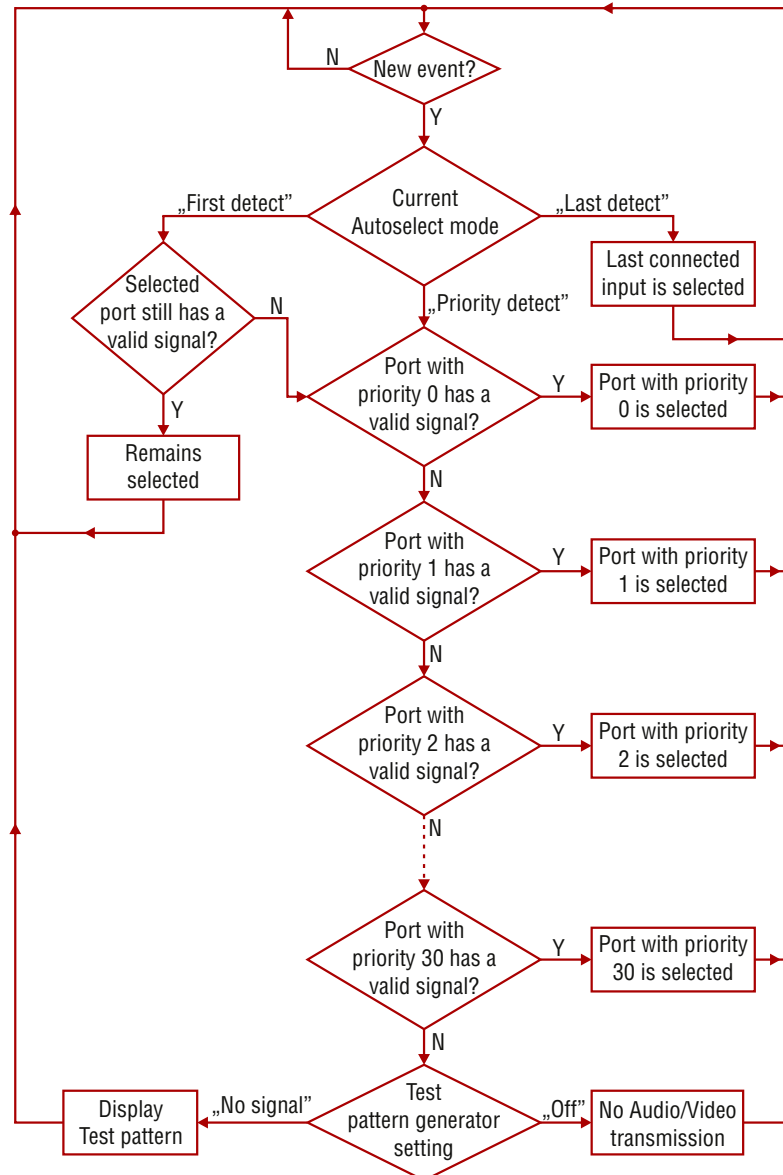 New event?
N
Y
Current
Autoselect mode
„First detect”
„Last detect”
„Priority detect”
Last connected
input is selected
Selected
port still has a
valid signal?
N
Y
Remains
selected
Port with
priority 0 has a
valid signal?
Y
Port with priority
0 is selected
N
Port with
priority 1 has a
valid signal?
Y
Port with priority
1 is selected
N
Port with
priority 2 has a
valid signal?
Y
Port with priority
2 is selected
N
Port with
priority 30 has a
valid signal?
Y
Port with priority
30 is selected
N
Test
pattern generator
setting
„No signal”
Display
Test pattern
„Off”
No Audio/Video
transmission